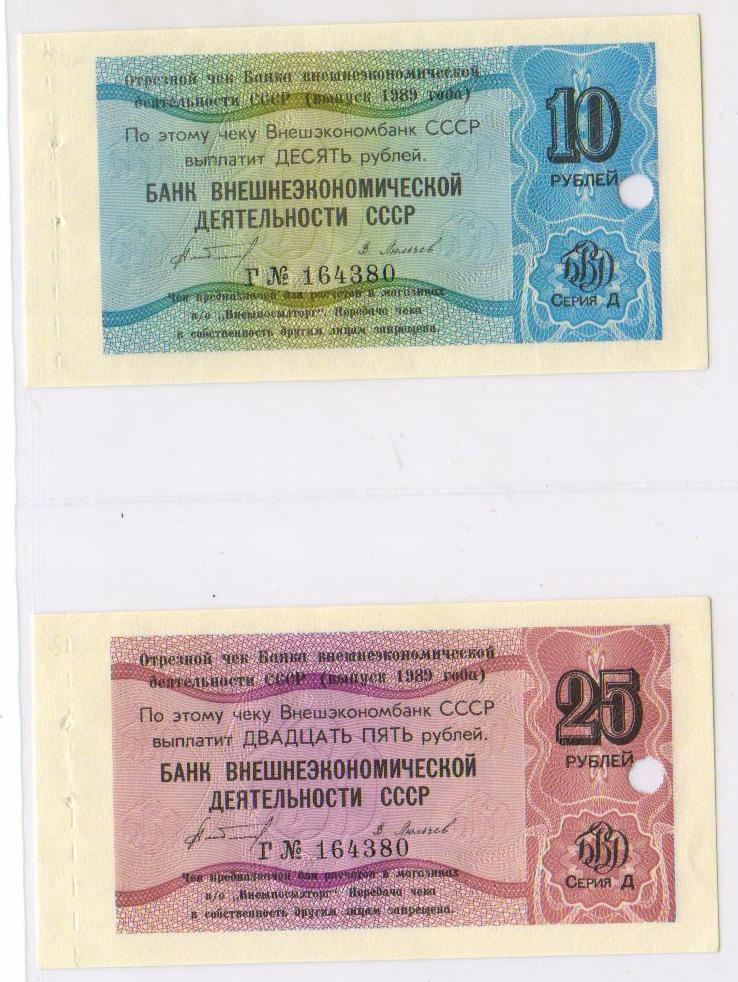 Отрезной чек Банка внешнеэкономической
деятельности СССР (выпуск 1989 года)
По этому чеку Внешэкономбанк СССР
выплатит ДЕСЯТЬ рублей.
БАНК ВНЕШНЕЭКОНОМИЧЕСКОЙ
ДЕЯТЕЛЬНОСТИ СССР
Г № 164380
Чек предназначен для расчетов в магазинах
в/о „Внешпосылторг". Передача чека
в собственность другим лицам запрещена.
10
РУБЛЕЙ
БВД
СЕРИЯ Д
Отрезной чек Банка внешнеэкономической
деятельности СССР (выпуск 1989 года)
По этому чеку Внешэкономбанк СССР
выплатит ДВАДЦАТЬ ПЯТЬ рублей.
БАНК ВНЕШНЕЭКОНОМИЧЕСКОЙ
ДЕЯТЕЛЬНОСТИ СССР
Г № 164380
Чек предназначен для расчетов в магазинах
в/о „Внешпосылторг". Передача чека
в собственность другим лицам запрещена.
25
РУБЛЕЙ
БВД
СЕРИЯ Д